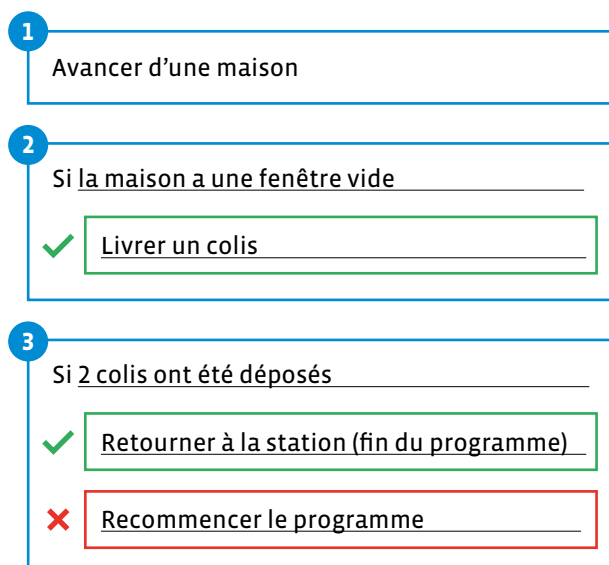 1
Avancer d'une maison
2
Si la maison a une fenêtre vide
Livrer un colis
3
Si 2 colis ont été déposés
Retourner à la station (fin du programme)
Recommencer le programme